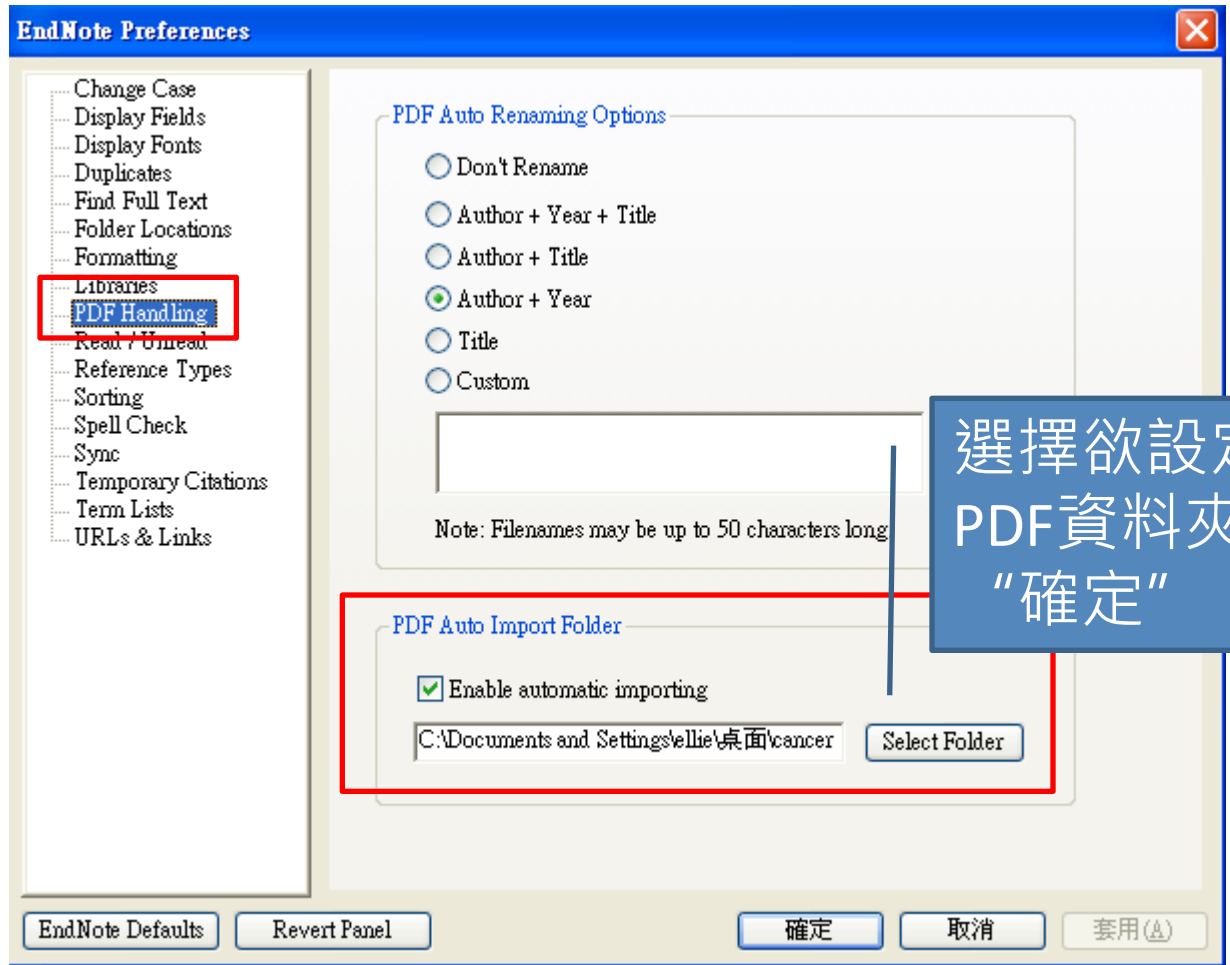 EndNote Preferences
Change Case
Display Fields
Display Fonts
Duplicates
Find Full Text
Folder Locations
Formatting
Libraries
PDF Handling
Read / Unread
Reference Types
Sorting
Spell Check
Sync
Temporary Citations
Term Lists
URLs & Links
PDF Auto Renaming Options
Don't Rename
Author + Year + Title
Author + Title
Author + Year
Title
Custom
Note: Filenames may be up to 50 characters long
選擇欲設定
PDF資料夾
“確定”
PDF Auto Import Folder
Enable automatic importing
C:\Documents and Settings\ellie\桌面\cancer
Select Folder
EndNote Defaults
Revert Panel
確定
取消
套用(A)